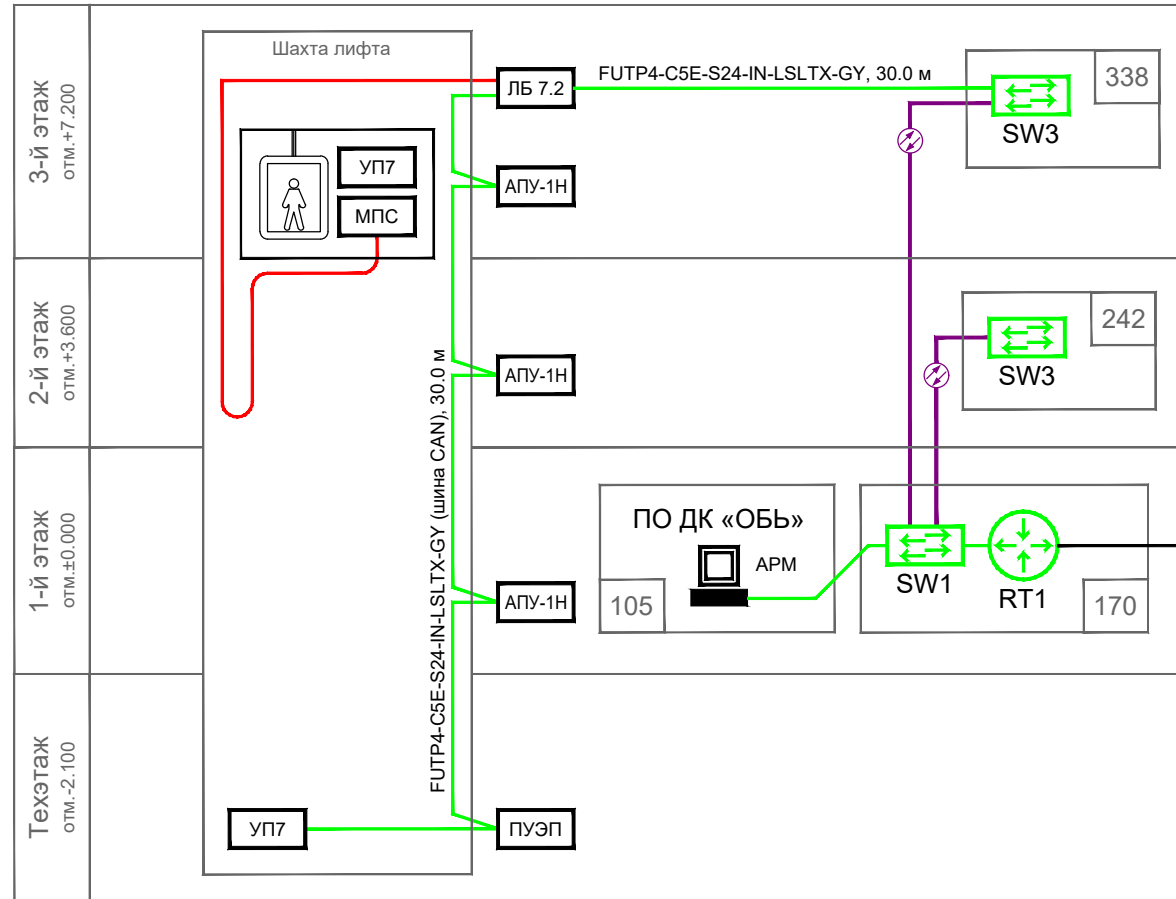 3-й этаж
отм.+7.200
Шахта лифта
УП7
МПС
ЛБ 7.2
АПУ-1Н
FUTP4-C5E-S24-IN-LSLTX-GY, 30.0 м
338
SW3
2-й этаж
отм.+3.600
АПУ-1Н
242
SW3
FUTP4-C5E-S24-IN-LSLTX-GY (шина CAN), 30.0 м
1-й этаж
отм.±0.000
АПУ-1Н
ПО ДК «ОБЬ»
АРМ
105
SW1
RT1
170
Техэтаж
отм.-2.100
УП7
ПУЭП